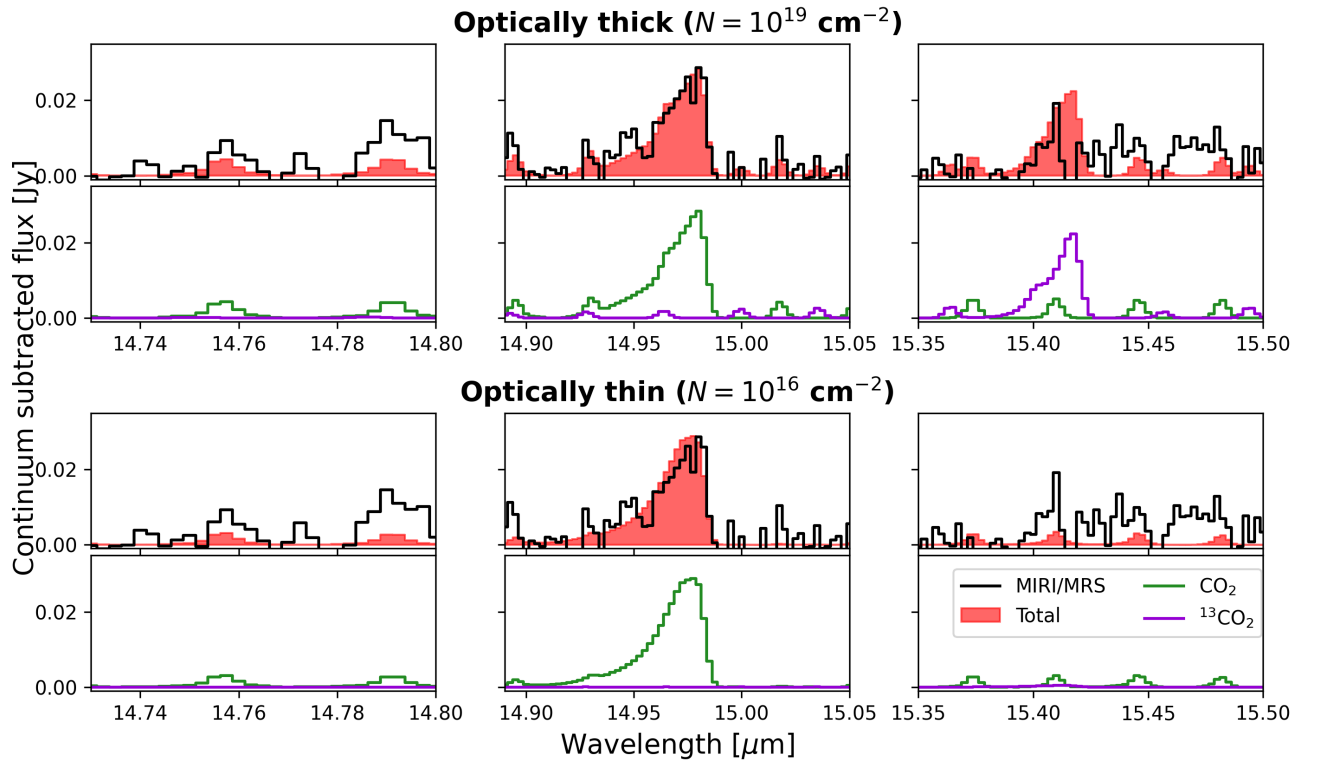 Optically thick (N = 10¹⁹ cm⁻²)
Continuum subtracted flux [Jy]
0.02
0.00
0.02
0.00
14.74 14.76 14.78 14.80 14.90 14.95 15.00 15.05 15.35 15.40 15.45 15.50
Optically thin (N = 10¹⁶ cm⁻²)
0.02
0.00
MIRI/MRS CO₂
Total ¹³CO₂
0.02
0.00
14.74 14.76 14.78 14.80 14.90 14.95 15.00 15.05 15.35 15.40 15.45 15.50
Wavelength [μm]